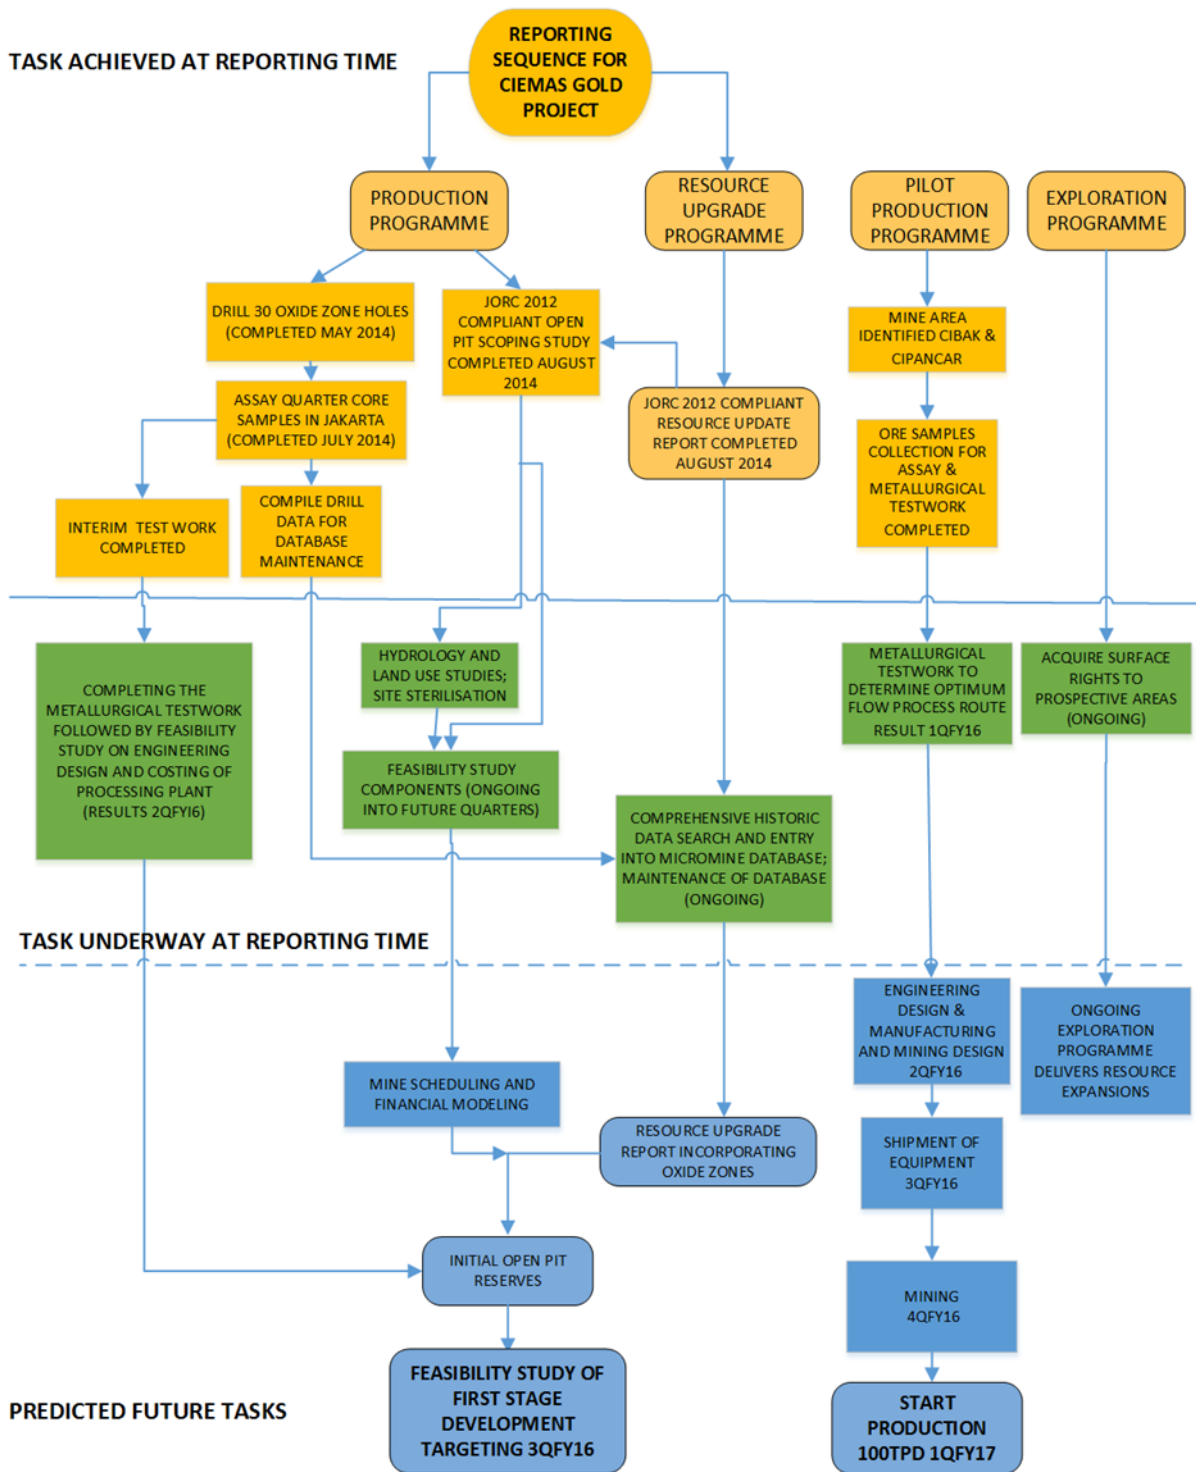 REPORTING
SEQUENCE FOR
CIEMAS GOLD
PROJECT
TASK ACHIEVED AT REPORTING TIME
PRODUCTION
PROGRAMME
RESOURCE
UPGRADE
PROGRAMME
PILOT
PRODUCTION
PROGRAMME
EXPLORATION
PROGRAMME
DRILL 30 OXIDE ZONE HOLES
(COMPLETED MAY 2014)
JORC 2012
COMPLIANT OPEN
PIT SCOPING STUDY
COMPLETED AUGUST
2014
MINE AREA
IDENTIFIED CIBAK &
CIPANCAR
ASSAY QUARTER CORE
SAMPLES IN JAKARTA
(COMPLETED JULY 2014)
JORC 2012 COMPLIANT
RESOURCE UPDATE
REPORT COMPLETED
AUGUST 2014
ORE SAMPLES
COLLECTION FOR
ASSAY &
METALLURGICAL
TESTWORK
COMPLETED
INTERIM TEST WORK
COMPLETED
COMPILE DRILL
DATA FOR
DATABASE
MAINTENANCE
COMPLETING THE
METALLURGICAL TESTWORK
FOLLOWED BY FEASIBILITY
STUDY ON ENGINEERING
DESIGN AND COSTING OF
PROCESSING PLANT
(RESULTS 2QFYI6)
HYDROLOGY AND
LAND USE STUDIES;
SITE STERILISATION
METALLURGICAL
TESTWORK TO
DETERMINE OPTIMUM
FLOW PROCESS ROUTE
RESULT 1QFY16
ACQUIRE SURFACE
RIGHTS TO
PROSPECTIVE AREAS
(ONGOING)
FEASIBILITY STUDY
COMPONENTS (ONGOING
INTO FUTURE QUARTERS)
COMPREHENSIVE HISTORIC
DATA SEARCH AND ENTRY
INTO MICROMINE DATABASE;
MAINTENANCE OF DATABASE
(ONGOING)
TASK UNDERWAY AT REPORTING TIME
ENGINEERING
DESIGN &
MANUFACTURING
AND MINING DESIGN
2QFY16
ONGOING
EXPLORATION
PROGRAMME
DELIVERS RESOURCE
EXPANSIONS
MINE SCHEDULING AND
FINANCIAL MODELING
RESOURCE UPGRADE
REPORT INCORPORATING
OXIDE ZONES
SHIPMENT OF
EQUIPMENT
3QFY16
INITIAL OPEN PIT
RESERVES
MINING
4QFY16
FEASIBILITY STUDY OF
FIRST STAGE
DEVELOPMENT
TARGETING 3QFY16
START
PRODUCTION
100TPD 1QFY17
PREDICTED FUTURE TASKS